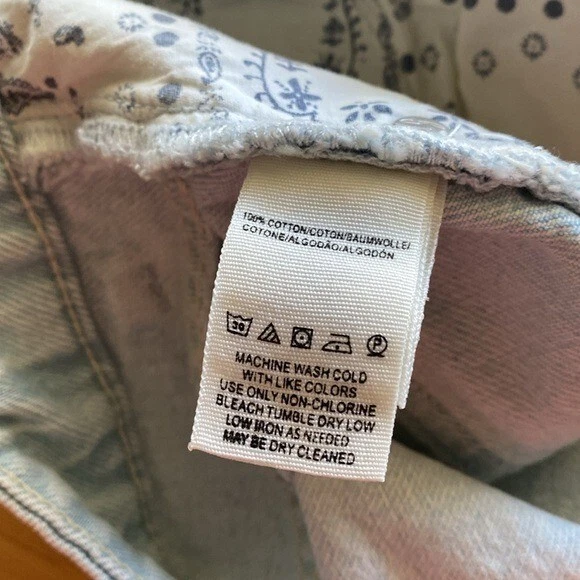 100% COTTON/COTON/BAUMWOLLE/
COTONE/ALGODÃO/ALGODÓN
30 P
MACHINE WASH COLD
WITH LIKE COLORS
USE ONLY NON-CHLORINE
BLEACH TUMBLE DRY LOW
LOW IRON AS NEEDED
MAY BE DRY CLEANED